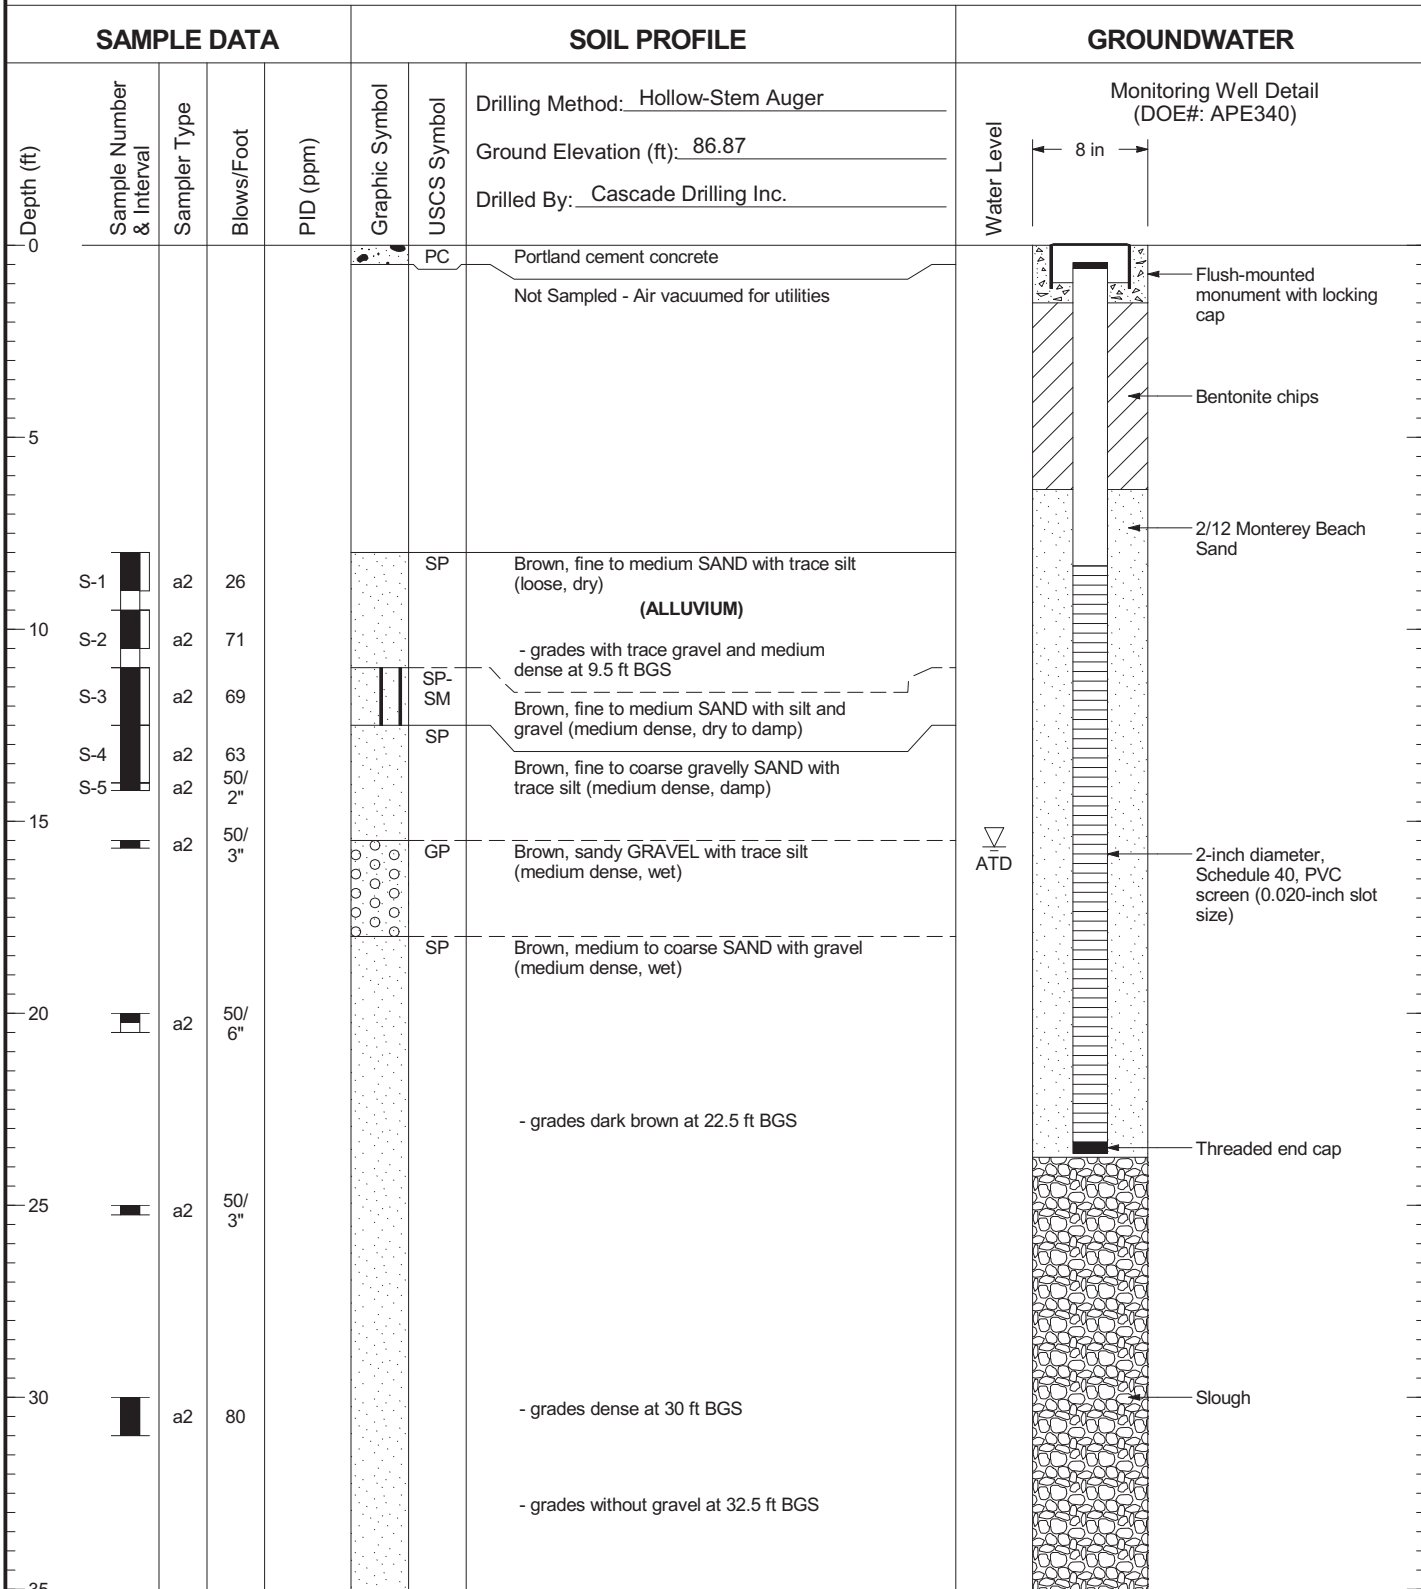 SAMPLE DATA
SOIL PROFILE
GROUNDWATER
Depth (ft)
Sample Number
& Interval
Sampler Type
Blows/Foot
PID (ppm)
Graphic Symbol
USCS Symbol
Drilling Method: Hollow-Stem Auger
Ground Elevation (ft): 86.87
Drilled By: Cascade Drilling Inc.
Water Level
Monitoring Well Detail
(DOE#: APE340)
8 in
0
PC
Portland cement concrete
Not Sampled - Air vacuumed for utilities
Flush-mounted
monument with locking
cap
Bentonite chips
5
2/12 Monterey Beach
Sand
S-1 a2 26
SP
Brown, fine to medium SAND with trace silt
(loose, dry)
(ALLUVIUM)
10
S-2 a2 71
- grades with trace gravel and medium
dense at 9.5 ft BGS
S-3 a2 69
SP-
SM
Brown, fine to medium SAND with silt and
gravel (medium dense, dry to damp)
SP
S-4 a2 63
Brown, fine to coarse gravelly SAND with
trace silt (medium dense, damp)
S-5 a2 50/
2"
15
a2 50/
3"
GP
Brown, sandy GRAVEL with trace silt
(medium dense, wet)
ATD
2-inch diameter,
Schedule 40, PVC
screen (0.020-inch slot
size)
SP
Brown, medium to coarse SAND with gravel
(medium dense, wet)
20
a2 50/
6"
- grades dark brown at 22.5 ft BGS
Threaded end cap
25
a2 50/
3"
30
a2 80
- grades dense at 30 ft BGS
Slough
- grades without gravel at 32.5 ft BGS
35